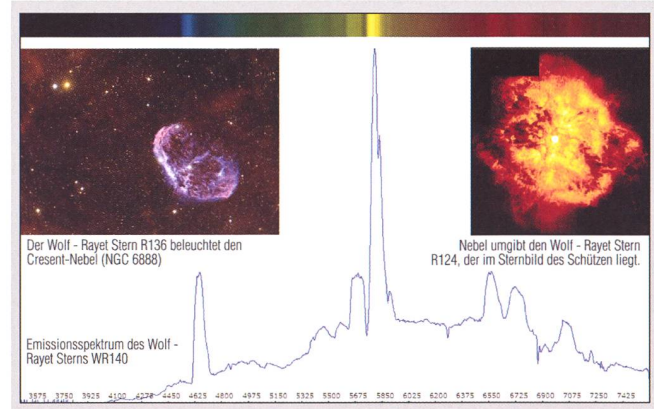 Der Wolf - Rayet Stern R136 beleuchtet den
Cresent-Nebel (NGC 6888)
Nebel umgibt den Wolf - Rayet Stern
R124, der im Sternbild des Schützen liegt.
Emissionsspektrum des Wolf -
Rayet Sterns WR140
3575 3750 3925 4100 4275 4450 4625 4800 4975 5150 5325 5500 5675 5850 6025 6200 6375 6550 6725 6900 7075 7250 7425